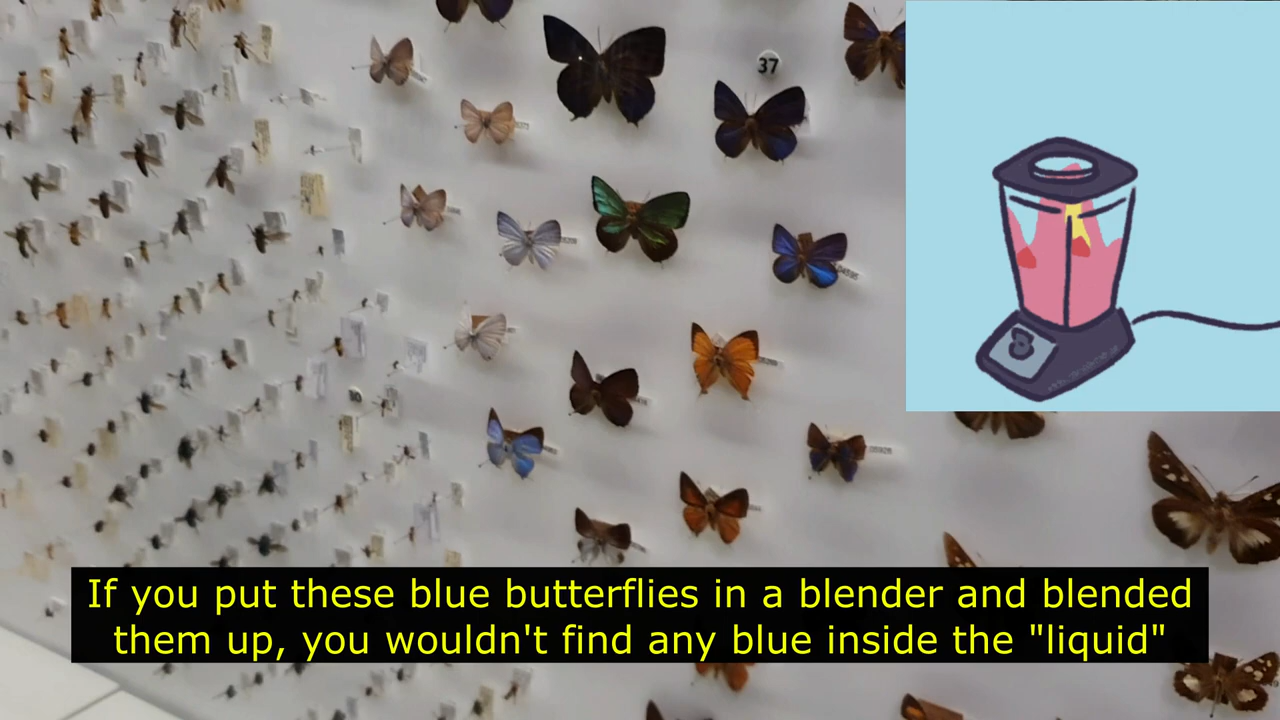 37
If you put these blue butterflies in a blender and blended
them up, you wouldn't find any blue inside the "liquid"